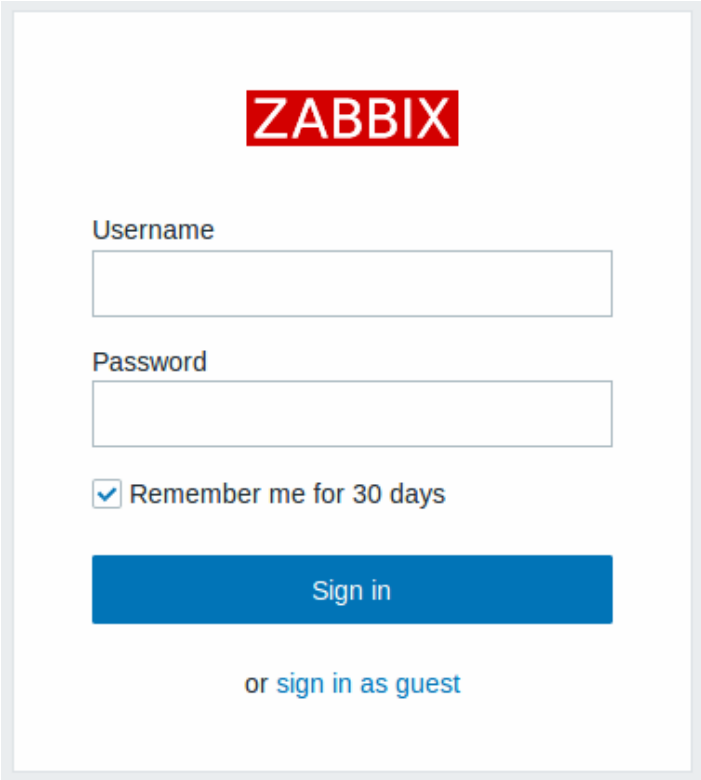 ZABBIX
Username
Password
Remember me for 30 days
Sign in
or sign in as guest